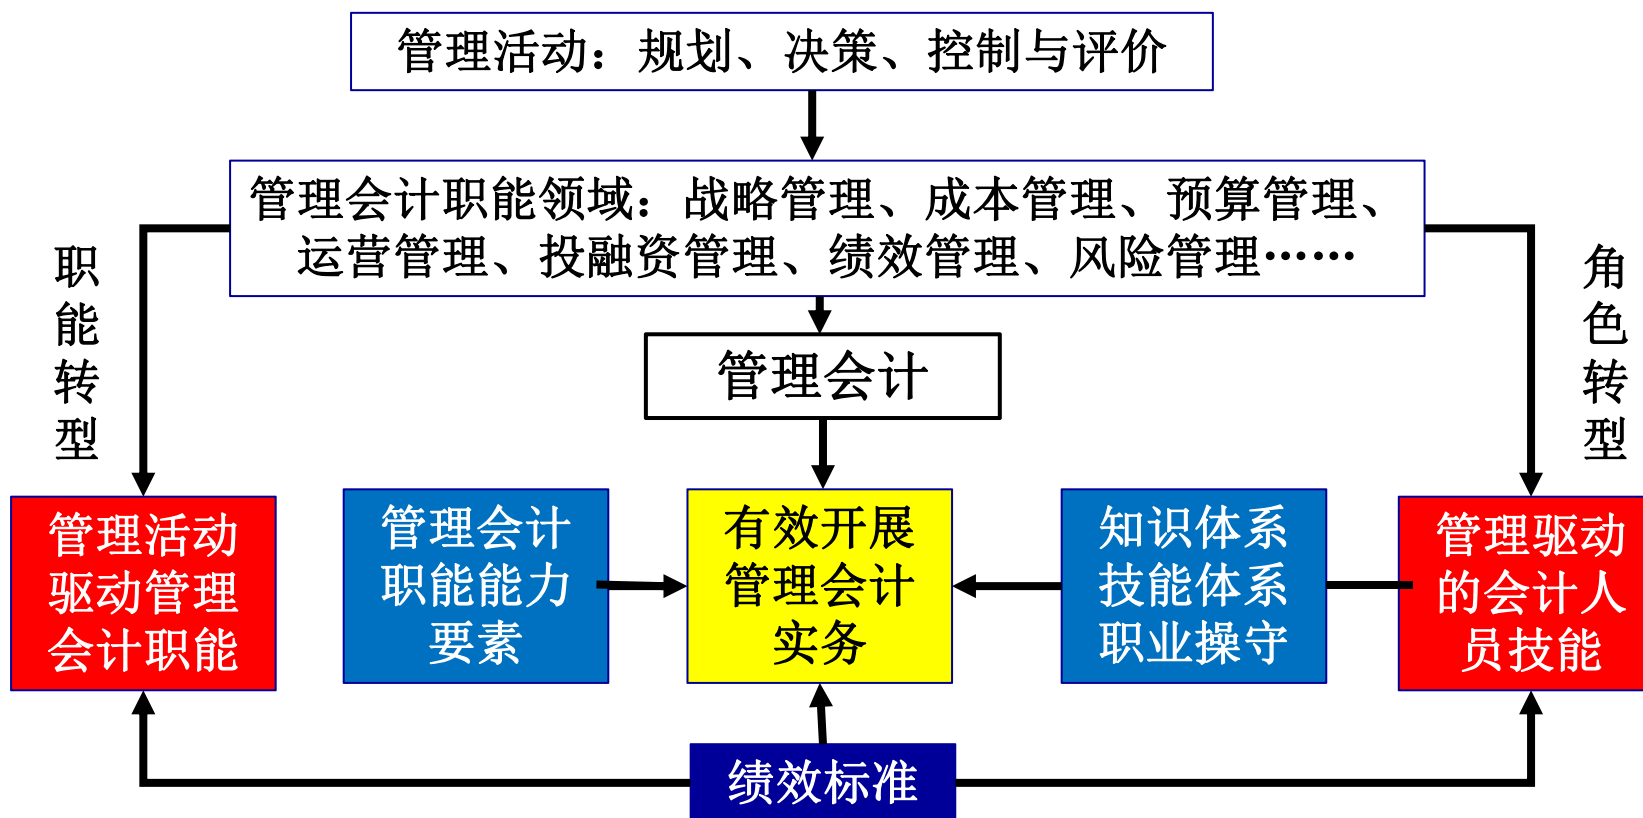 管理活动：规划、决策、控制与评价
管理会计职能领域：战略管理、成本管理、预算管理、
运营管理、投融资管理、绩效管理、风险管理……
职
能
转
型
角
色
转
型
管理会计
管理活动
驱动管理
会计职能
管理会计
职能能力
要素
有效开展
管理会计
实务
知识体系
技能体系
职业操守
管理驱动
的会计人
员技能
绩效标准